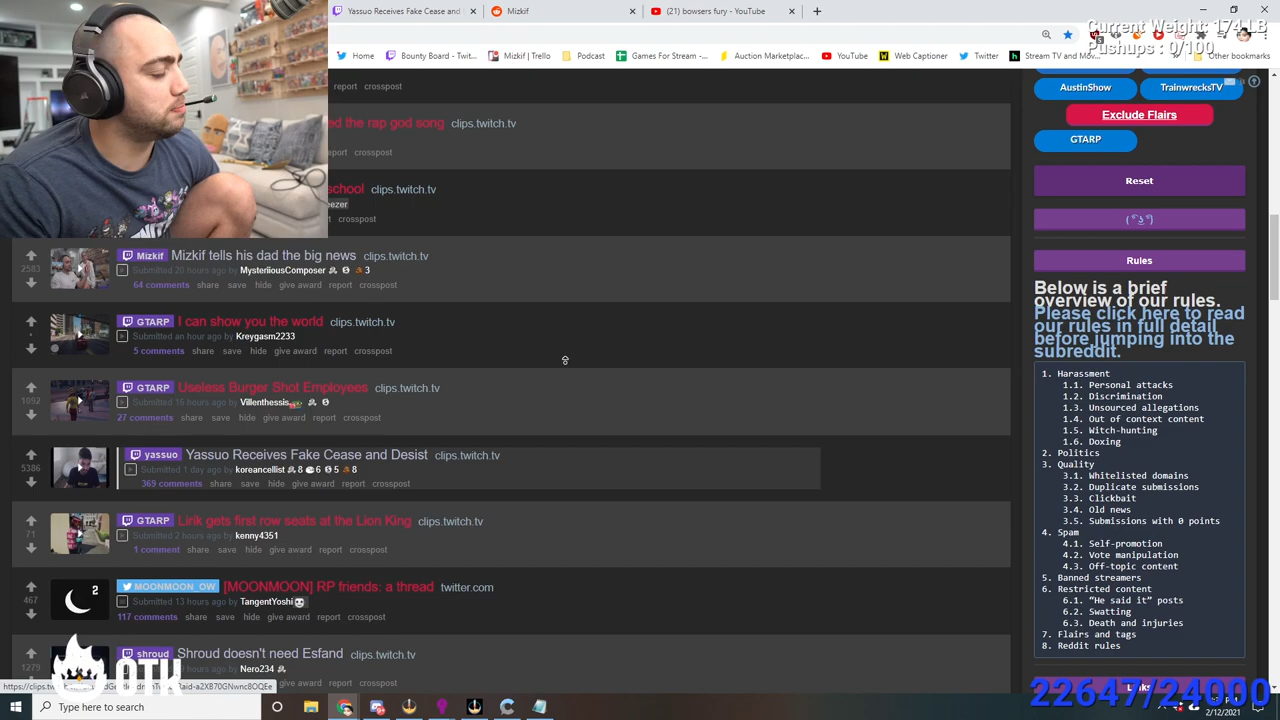 Yassuo Receives Fake Cease and
Mizkif
(21) bowsers fury - YouTube
Current Weight: 174 LB
Pushups : 0/100
Home
Bounty Board - Twit...
Mizkif | Trello
Podcast
Games For Stream -...
Auction Marketplac...
YouTube
Web Captioner
Twitter
Stream TV and Mov...
Other bookmarks
report crosspost
ed the rap god song clips.twitch.tv
crosspost
school clips.twitch.tv
eezer
crosspost
Mizkif Mizkif tells his dad the big news clips.twitch.tv
2583
Submitted 20 hours ago by MysteriiousComposer 3
64 comments share save hide give award report crosspost
GTARP I can show you the world clips.twitch.tv
Submitted an hour ago by Kreygasm2233
5 comments share save hide give award report crosspost
GTARP Useless Burger Shot Employees clips.twitch.tv
1092
Submitted 16 hours ago by Villenthessis
27 comments share save hide give award report crosspost
yassuo Yassuo Receives Fake Cease and Desist clips.twitch.tv
5386
Submitted 1 day ago by koreancellist 8 6 5 8
369 comments share save hide give award report crosspost
GTARP Lirik gets first row seats at the Lion King clips.twitch.tv
71
Submitted 2 hours ago by kenny4351
1 comment share save hide give award report crosspost
2
MOONMOON_OW [MOONMOON] RP friends: a thread twitter.com
467
Submitted 13 hours ago by TangentYoshi
117 comments share save hide give award report crosspost
shroud Shroud doesn't need Esfand clips.twitch.tv
1279
hours ago by Nero234
give award report crosspost
OTK
AustinShow
TrainwrecksTV
Exclude Flairs
GTARP
Reset
( ͡° ͜ʖ ͡°)
Rules
Below is a brief
overview of our rules.
Please click here to read
our rules in full detail
before jumping into the
subreddit.
1. Harassment
1.1. Personal attacks
1.2. Discrimination
1.3. Unsourced allegations
1.4. Out of context content
1.5. Witch-hunting
1.6. Doxing
2. Politics
3. Quality
3.1. Whitelisted domains
3.2. Duplicate submissions
3.3. Clickbait
3.4. Old news
3.5. Submissions with 0 points
4. Spam
4.1. Self-promotion
4.2. Vote manipulation
4.3. Off-topic content
5. Banned streamers
6. Restricted content
6.1. "He said it" posts
6.2. Swatting
6.3. Death and injuries
7. Flairs and tags
8. Reddit rules
22647/24000
Type here to search
2/12/2021